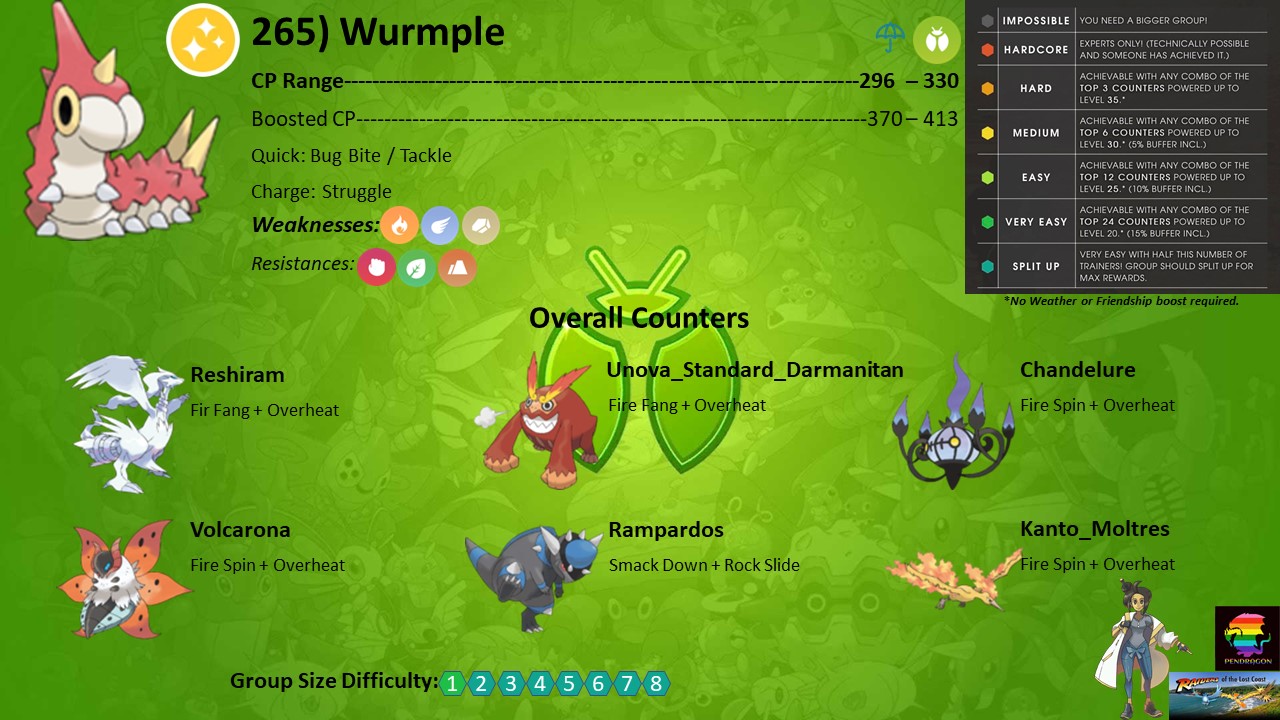 265) Wurmple
CP Range--------------------------------------------------------------------------296 – 330
Boosted CP-------------------------------------------------------------------------370 – 413
Quick: Bug Bite / Tackle
Charge: Struggle
Weaknesses:
Resistances:
IMPOSSIBLE YOU NEED A BIGGER GROUP!
HARDCORE EXPERTS ONLY! (TECHNICALLY POSSIBLE
AND SOMEONE HAS ACHIEVED IT.)
HARD ACHIEVABLE WITH ANY COMBO OF THE
TOP 3 COUNTERS POWERED UP TO
LEVEL 35.*
MEDIUM ACHIEVABLE WITH ANY COMBO OF THE
TOP 6 COUNTERS POWERED UP TO
LEVEL 30.* (5% BUFFER INCL.)
EASY ACHIEVABLE WITH ANY COMBO OF THE
TOP 12 COUNTERS POWERED UP TO
LEVEL 25.* (10% BUFFER INCL.)
VERY EASY ACHIEVABLE WITH ANY COMBO OF THE
TOP 24 COUNTERS POWERED UP TO
LEVEL 20.* (15% BUFFER INCL.)
SPLIT UP VERY EASY WITH HALF THIS NUMBER OF
TRAINERS! GROUP SHOULD SPLIT UP FOR
MAX REWARDS.
*No Weather or Friendship boost required.
Overall Counters
Reshiram
Fir Fang + Overheat
Unova_Standard_Darmanitan
Fire Fang + Overheat
Chandelure
Fire Spin + Overheat
Volcarona
Fire Spin + Overheat
Rampardos
Smack Down + Rock Slide
Kanto_Moltres
Fire Spin + Overheat
Group Size Difficulty: 1 2 3 4 5 6 7 8
PENDRAGON
RAIDERS of the Lost Coast